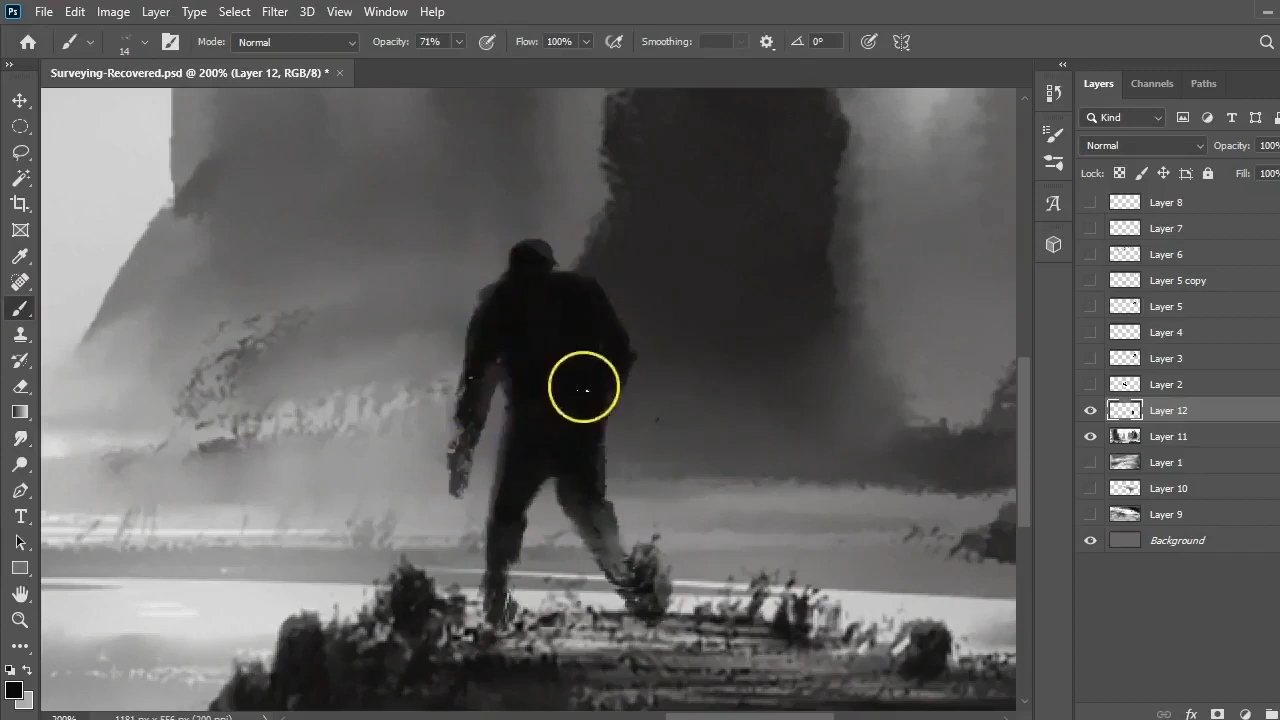 Ps File Edit Image Layer Type Select Filter 3D View Window Help
14 Mode: Normal Opacity: 71% Flow: 100% Smoothing: 0°
Surveying-Recovered.psd @ 200% (Layer 12, RGB/8) * ×
Layers Channels Paths
Kind T
Normal Opacity: 100%
Lock: Fill: 100%
Layer 8
Layer 7
Layer 6
Layer 5 copy
Layer 5
Layer 4
Layer 3
Layer 2
Layer 12
Layer 11
Layer 1
Layer 10
Layer 9
Background
A
T
fx
200% 1181 px x 556 px (200 ppi)